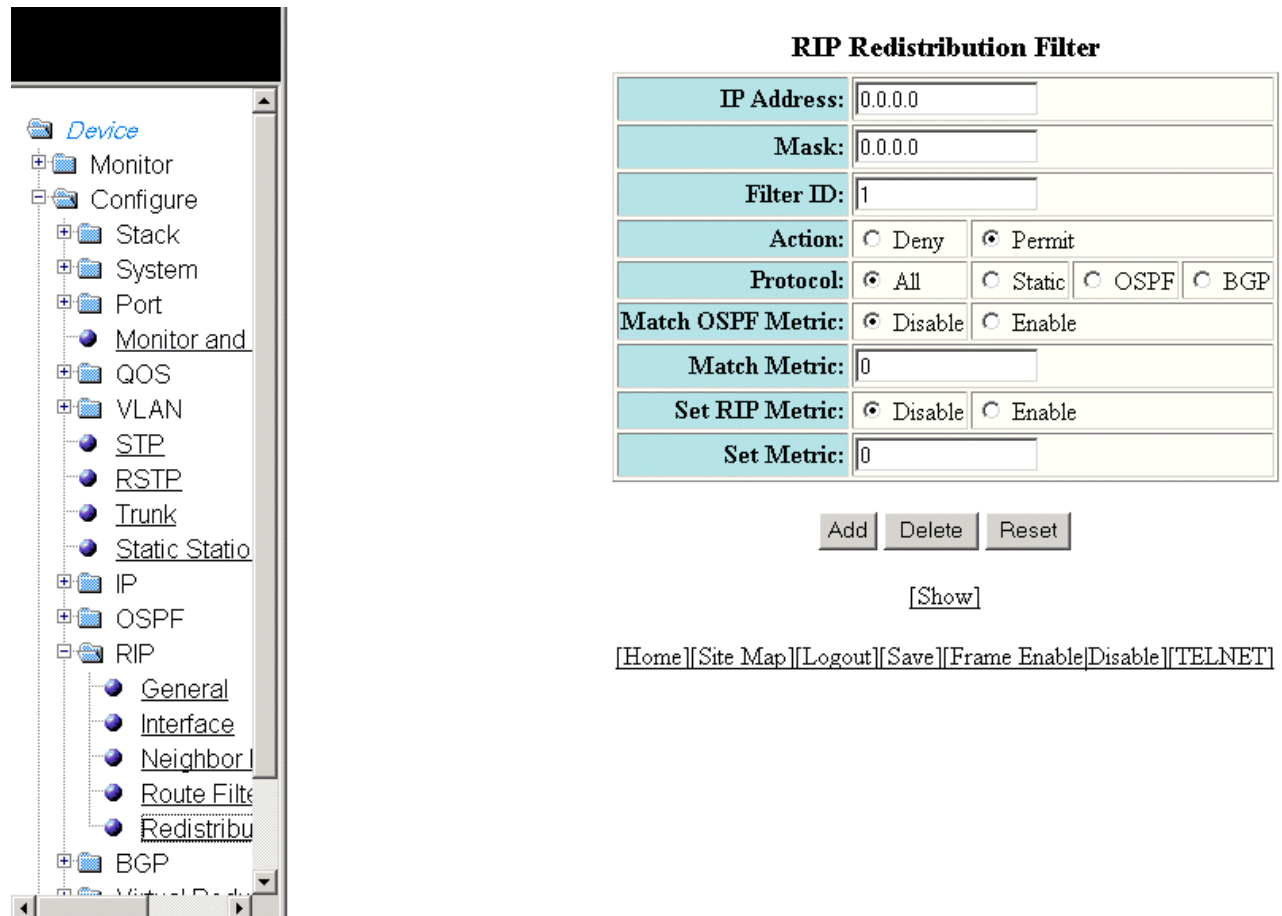 Device
Monitor
Configure
Stack
System
Port
Monitor and
QOS
VLAN
STP
RSTP
Trunk
Static Statio
IP
OSPF
RIP
General
Interface
Neighbor
Route Filte
Redistribu
BGP
Virtual
RIP Redistribution Filter
IP Address: 0.0.0.0
Mask: 0.0.0.0
Filter ID: 1
Action: Deny Permit
Protocol: All Static OSPF BGP
Match OSPF Metric: Disable Enable
Match Metric: 0
Set RIP Metric: Disable Enable
Set Metric: 0
Add Delete Reset
[Show]
[Home][Site Map][Logout][Save][Frame Enable|Disable][TELNET]